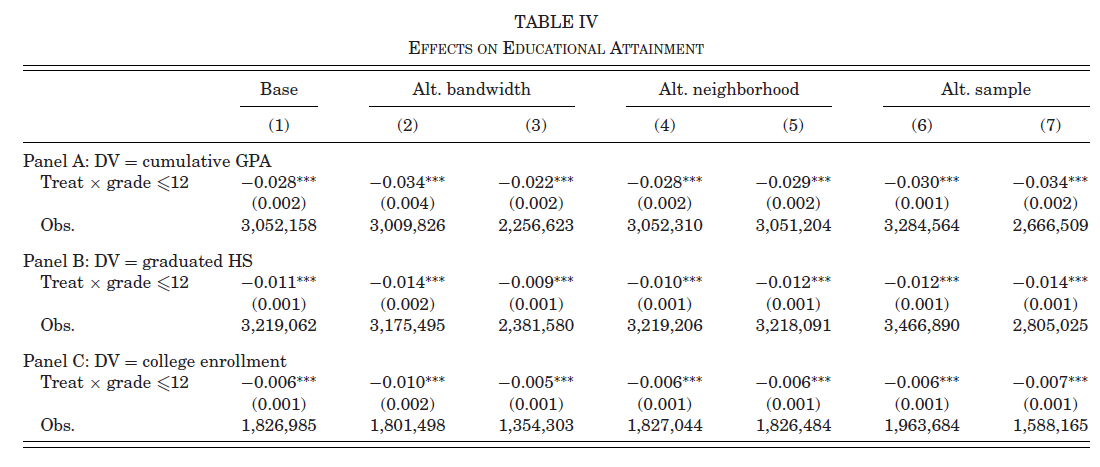 TABLE IV
EFFECTS ON EDUCATIONAL ATTAINMENT
Base Alt. bandwidth Alt. neighborhood Alt. sample
(1) (2) (3) (4) (5) (6) (7)
Panel A: DV = cumulative GPA
Treat × grade ⩽12 −0.028*** −0.034*** −0.022*** −0.028*** −0.029*** −0.030*** −0.034***
(0.002) (0.004) (0.002) (0.002) (0.002) (0.001) (0.002)
Obs. 3,052,158 3,009,826 2,256,623 3,052,310 3,051,204 3,284,564 2,666,509
Panel B: DV = graduated HS
Treat × grade ⩽12 −0.011*** −0.014*** −0.009*** −0.010*** −0.012*** −0.012*** −0.014***
(0.001) (0.002) (0.001) (0.001) (0.001) (0.001) (0.001)
Obs. 3,219,062 3,175,495 2,381,580 3,219,206 3,218,091 3,466,890 2,805,025
Panel C: DV = college enrollment
Treat × grade ⩽12 −0.006*** −0.010*** −0.005*** −0.006*** −0.006*** −0.006*** −0.007***
(0.001) (0.002) (0.001) (0.001) (0.001) (0.001) (0.001)
Obs. 1,826,985 1,801,498 1,354,303 1,827,044 1,826,484 1,963,684 1,588,165